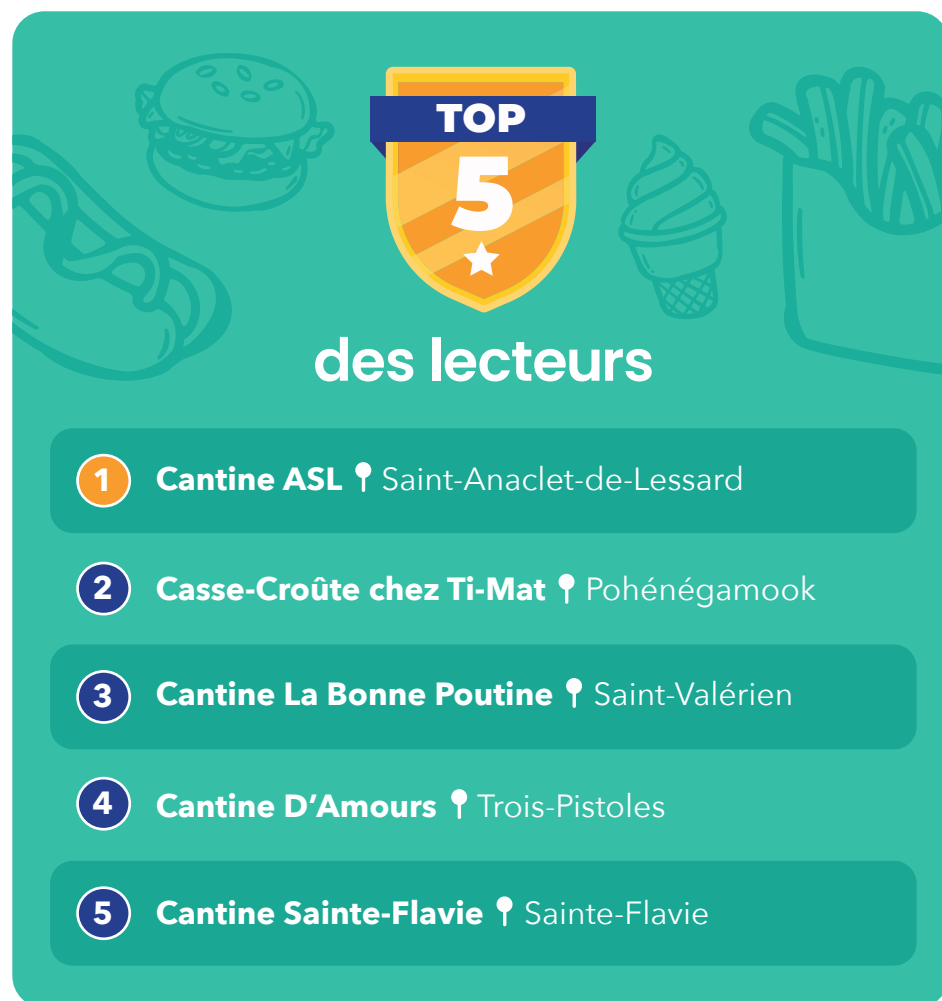 TOP
5
des lecteurs
1 Cantine ASL Saint-Anaclet-de-Lessard
2 Casse-Croûte chez Ti-Mat Pohénégamook
3 Cantine La Bonne Poutine Saint-Valérien
4 Cantine D’Amours Trois-Pistoles
5 Cantine Sainte-Flavie Sainte-Flavie